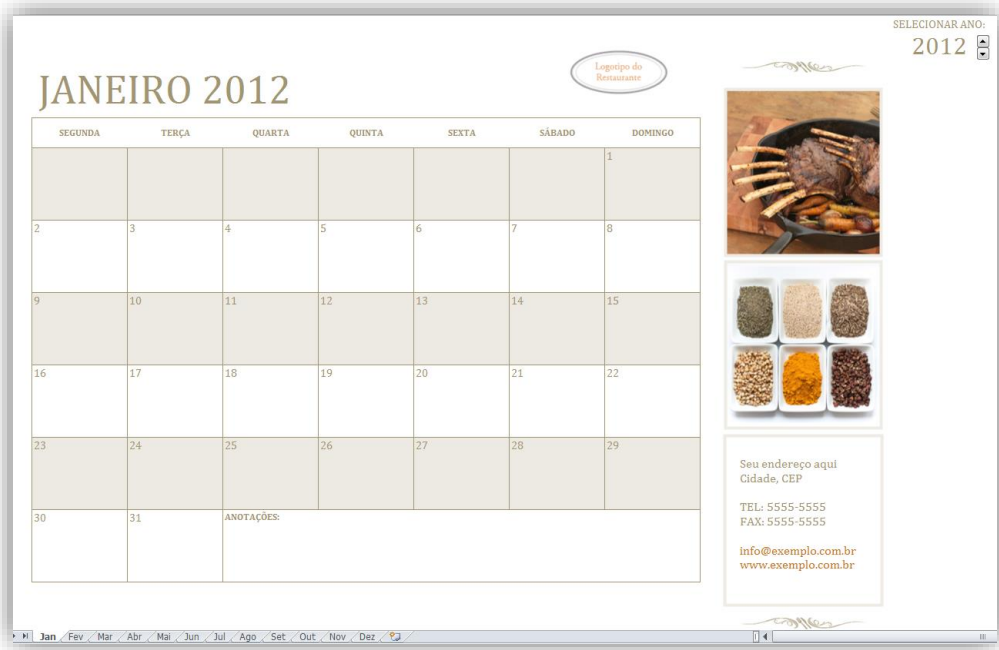 SELECIONAR ANO:
2012
Logotipo do
Restaurante
JANEIRO 2012
SEGUNDA TERÇA QUARTA QUINTA SEXTA SÁBADO DOMINGO
1
2 3 4 5 6 7 8
9 10 11 12 13 14 15
16 17 18 19 20 21 22
23 24 25 26 27 28 29
30 31 ANOTAÇÕES:
Seu endereço aqui
Cidade, CEP
TEL: 5555-5555
FAX: 5555-5555
info@exemplo.com.br
www.exemplo.com.br
Jan Fev Mar Abr Mai Jun Jul Ago Set Out Nov Dez